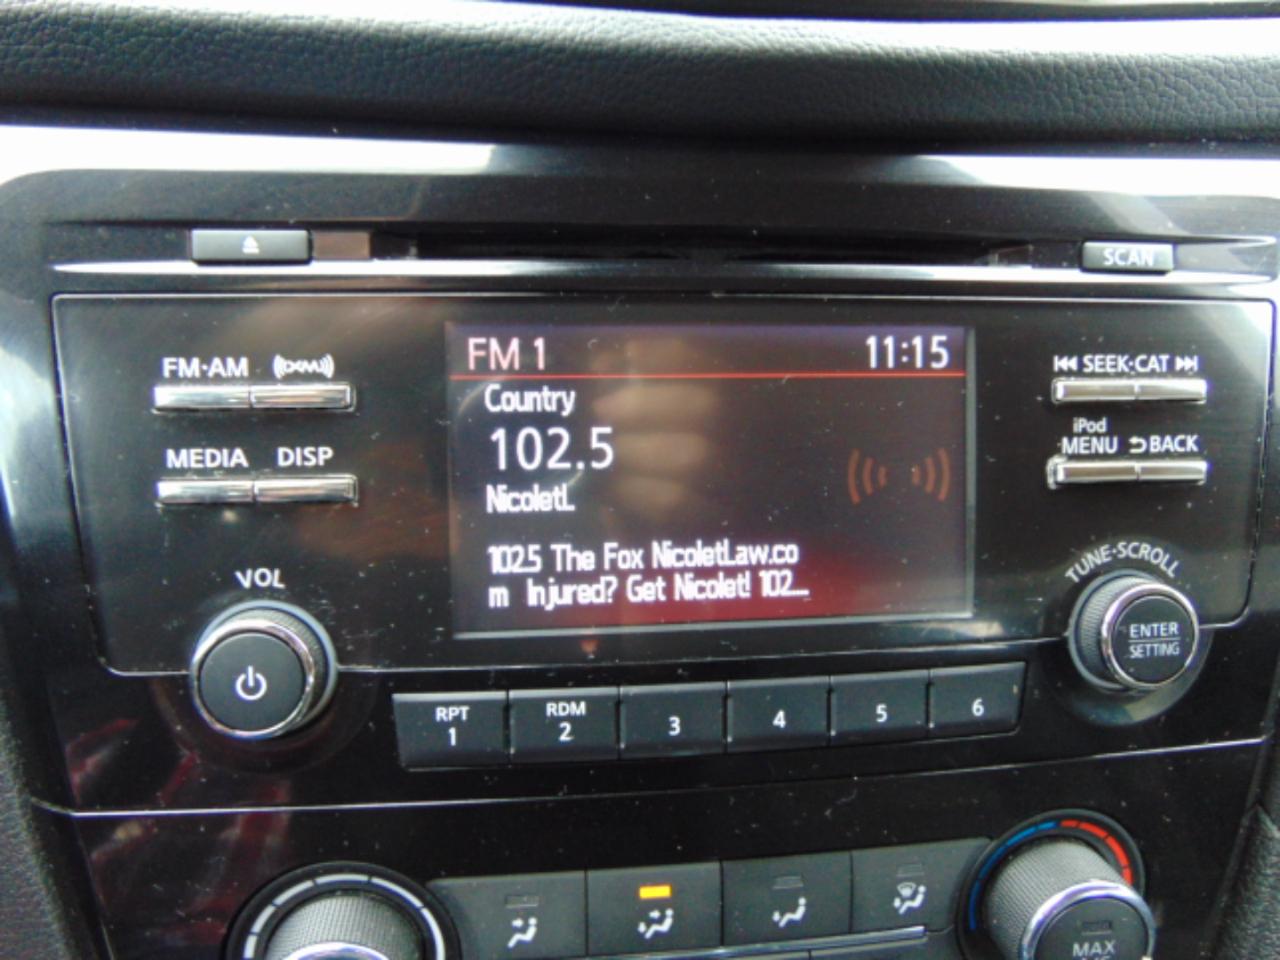 SCAN
FM·AM XM
FM 1 11:15
SEEK·CAT
Country
102.5
iPod
MENU BACK
MEDIA DISP
NicoletL
102.5 The Fox NicoletLaw.co
m Injured? Get Nicolet! 102...
VOL
TUNE·SCROLL
ENTER
SETTING
RPT
1
RDM
2
3
4
5
6
MAX